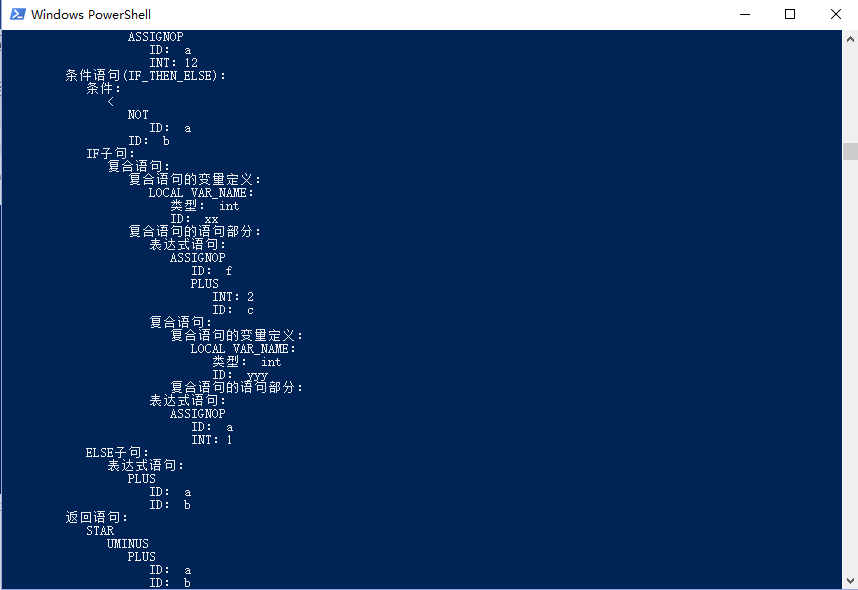 Windows PowerShell
ASSIGNOP
ID: a
INT: 12
条件语句(IF_THEN_ELSE):
条件:
<
NOT
ID: a
ID: b
IF子句:
复合语句:
复合语句的变量定义:
LOCAL VAR_NAME:
类型: int
ID: xx
复合语句的语句部分:
表达式语句:
ASSIGNOP
ID: f
PLUS
INT: 2
ID: c
复合语句:
复合语句的变量定义:
LOCAL VAR_NAME:
类型: int
ID: yyy
复合语句的语句部分:
表达式语句:
ASSIGNOP
ID: a
INT: 1
ELSE子句:
表达式语句:
PLUS
ID: a
ID: b
返回语句:
STAR
UMINUS
PLUS
ID: a
ID: b